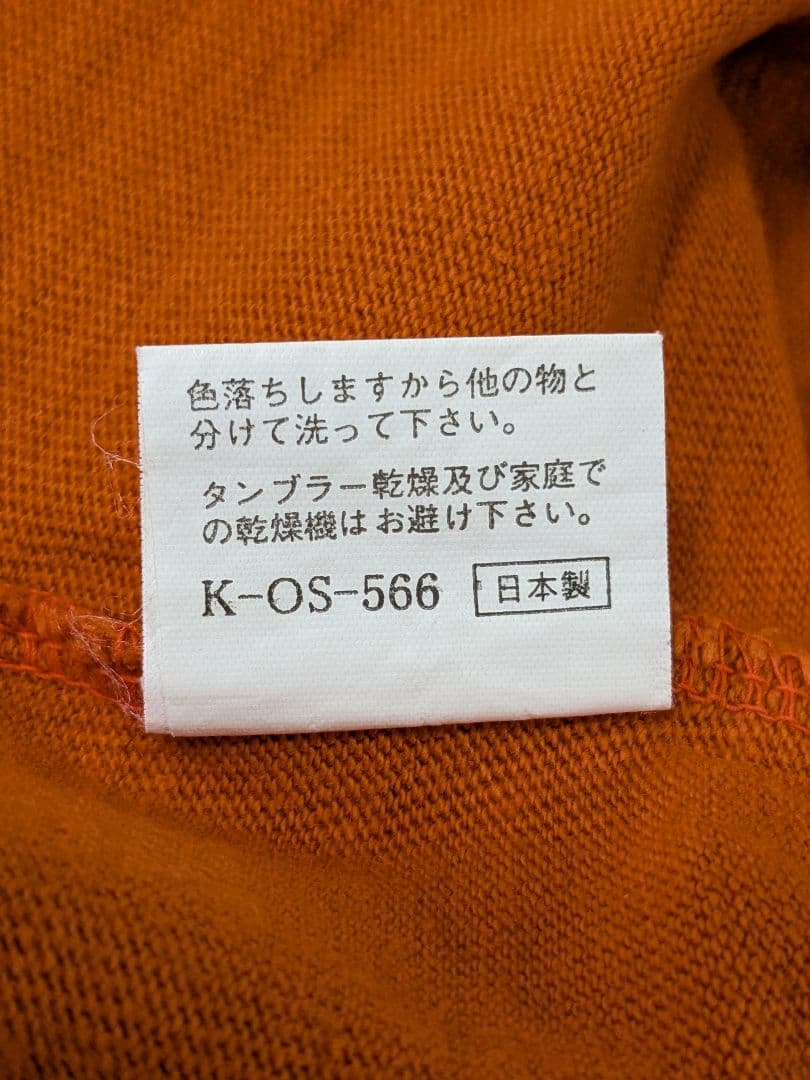 色落ちしますから他の物と
分けて洗って下さい。
タンブラー乾燥及び家庭で
の乾燥機はお避け下さい。
K-OS-566 日本製